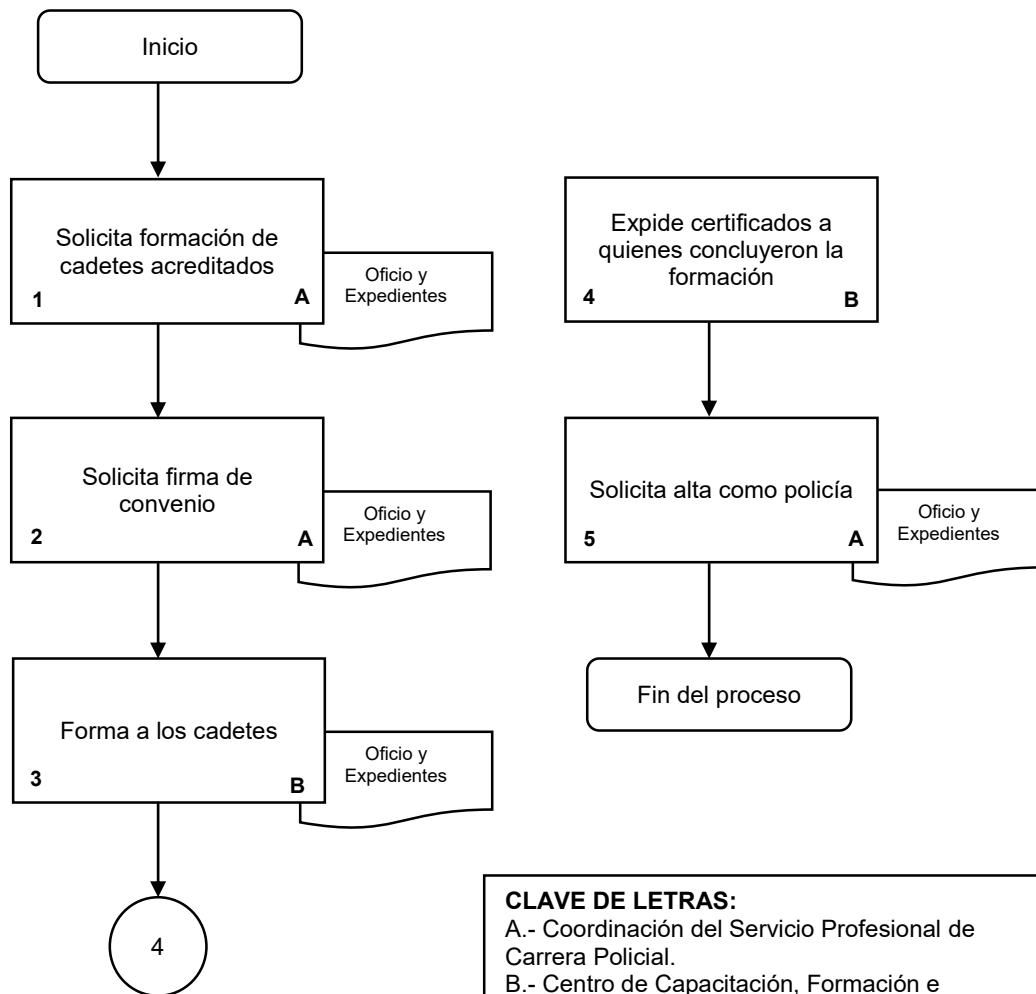 Inicio
Solicita formación de
cadetes acreditados
1
A
Oficio y
Expedientes
Solicita firma de
convenio
2
A
Oficio y
Expedientes
Forma a los cadetes
3
B
Oficio y
Expedientes
4
Expide certificados a
quienes concluyeron la
formación
4
B
Solicita alta como policía
5
A
Oficio y
Expedientes
Fin del proceso
CLAVE DE LETRAS:
A.- Coordinación del Servicio Profesional de
Carrera Policial.
B.- Centro de Capacitación, Formación e